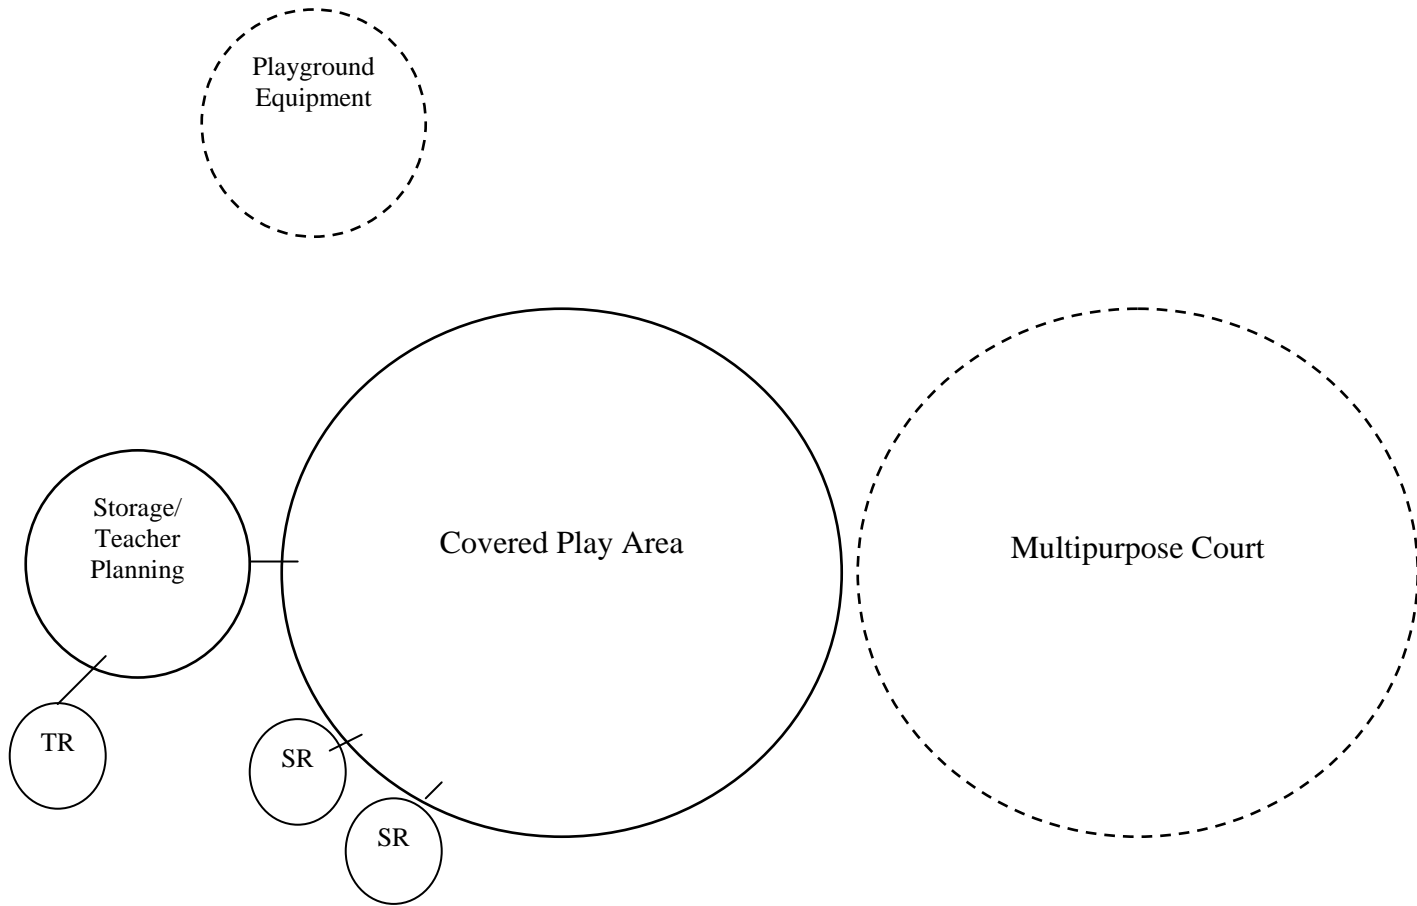 Playground
Equipment
Storage/
Teacher
Planning
Covered Play Area
Multipurpose Court
TR
SR
SR